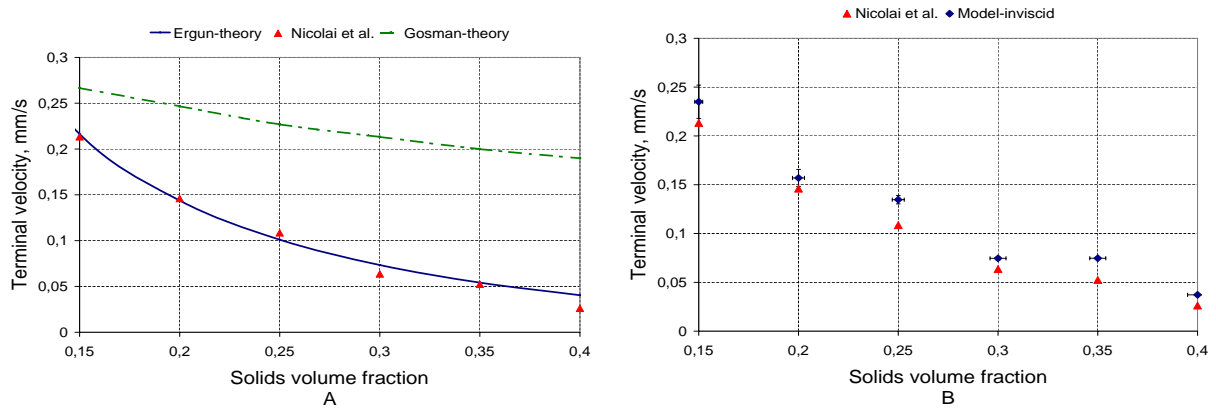 Ergun-theory Nicolai et al. Gosman-theory
0,3
0,25
0,2
0,15
0,1
0,05
0
Terminal velocity, mm/s
0,15 0,2 0,25 0,3 0,35 0,4
Solids volume fraction
A
Nicolai et al. Model-inviscid
0,3
0,25
0,2
0,15
0,1
0,05
0
Terminal velocity, mm/s
0,15 0,2 0,25 0,3 0,35 0,4
Solids volume fraction
B